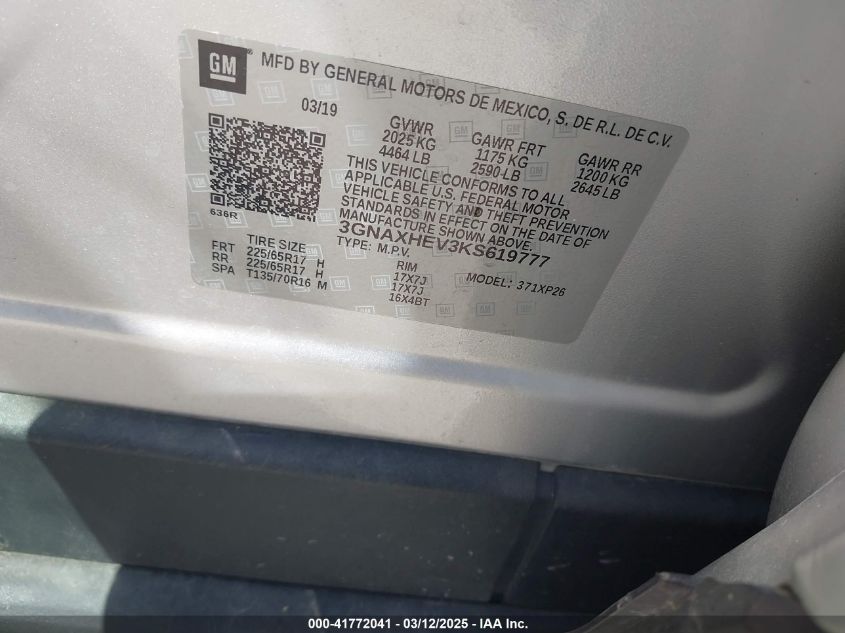 GM
MFD BY GENERAL MOTORS DE MEXICO, S. DE R.L. DE C.V.
03/19
GVWR
2025 KG
4464 LB
GAWR FRT
1175 KG
2590 LB
GAWR RR
1200 KG
2645 LB
THIS VEHICLE CONFORMS TO ALL
APPLICABLE U.S. FEDERAL MOTOR
VEHICLE SAFETY AND THEFT PREVENTION
STANDARDS IN EFFECT ON THE DATE OF
MANUFACTURE SHOWN ABOVE.
636R
3GNAXHEV3KS619777
TYPE: M.P.V.
MODEL: 371XP26
TIRE SIZE
RIM
FRT 225/65R17 H 17X7J
RR 225/65R17 H 17X7J
SPA T135/70R16 M 16X4BT
000-41772041 - 03/12/2025 - IAA Inc.